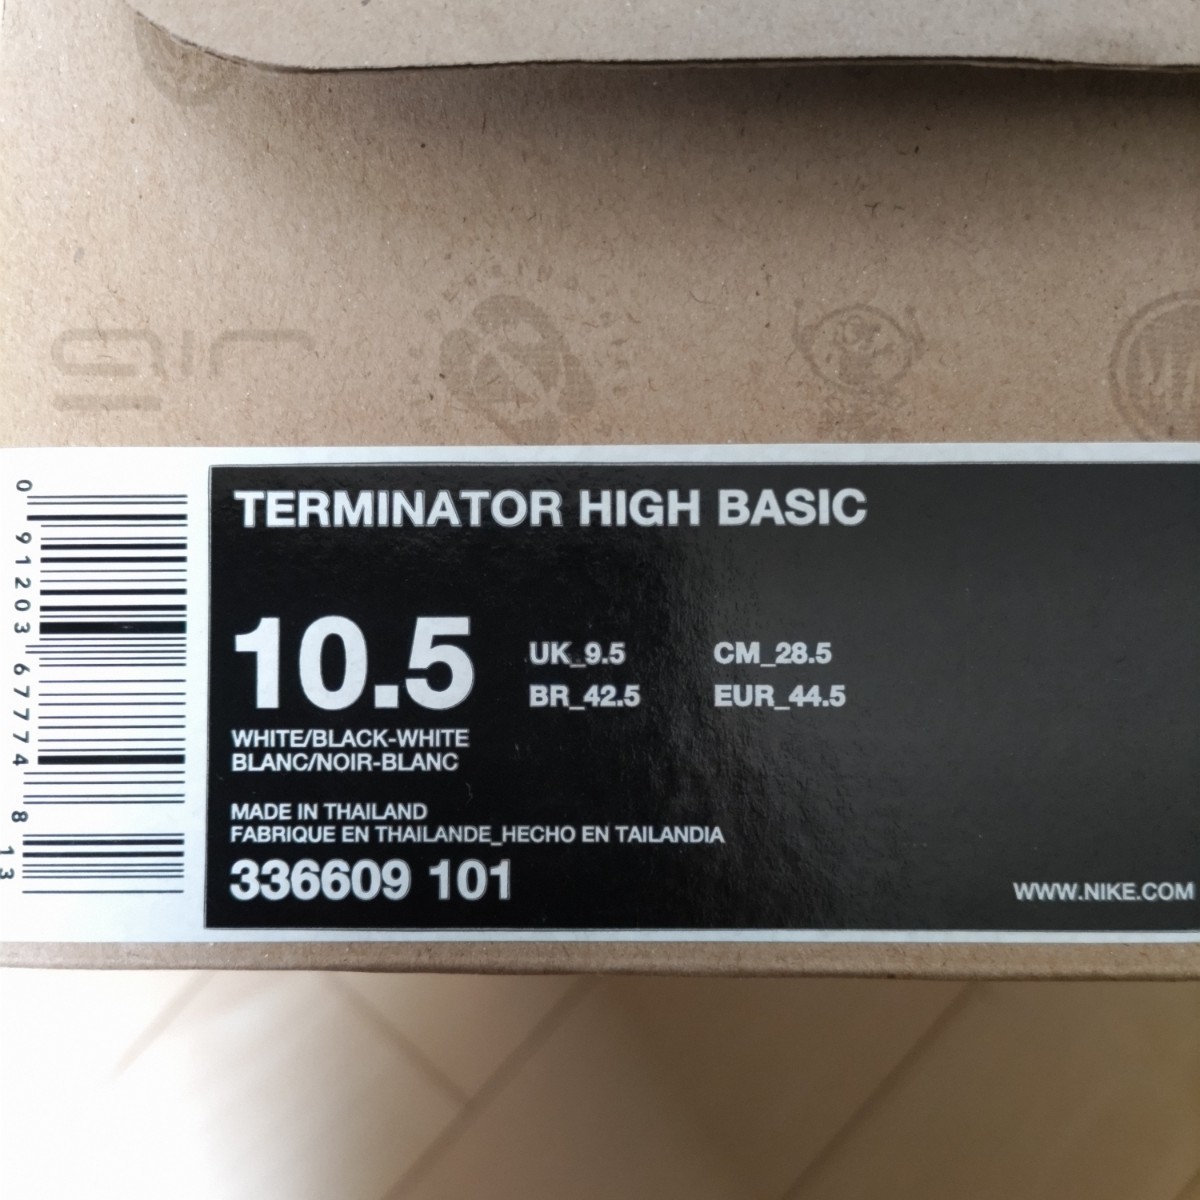 air
TERMINATOR HIGH BASIC
10.5
UK_9.5 CM_28.5
BR_42.5 EUR_44.5
WHITE/BLACK-WHITE
BLANC/NOIR-BLANC
MADE IN THAILAND
FABRIQUE EN THAILANDE_HECHO EN TAILANDIA
336609 101
WWW.NIKE.COM
0 91203 67774 8 13